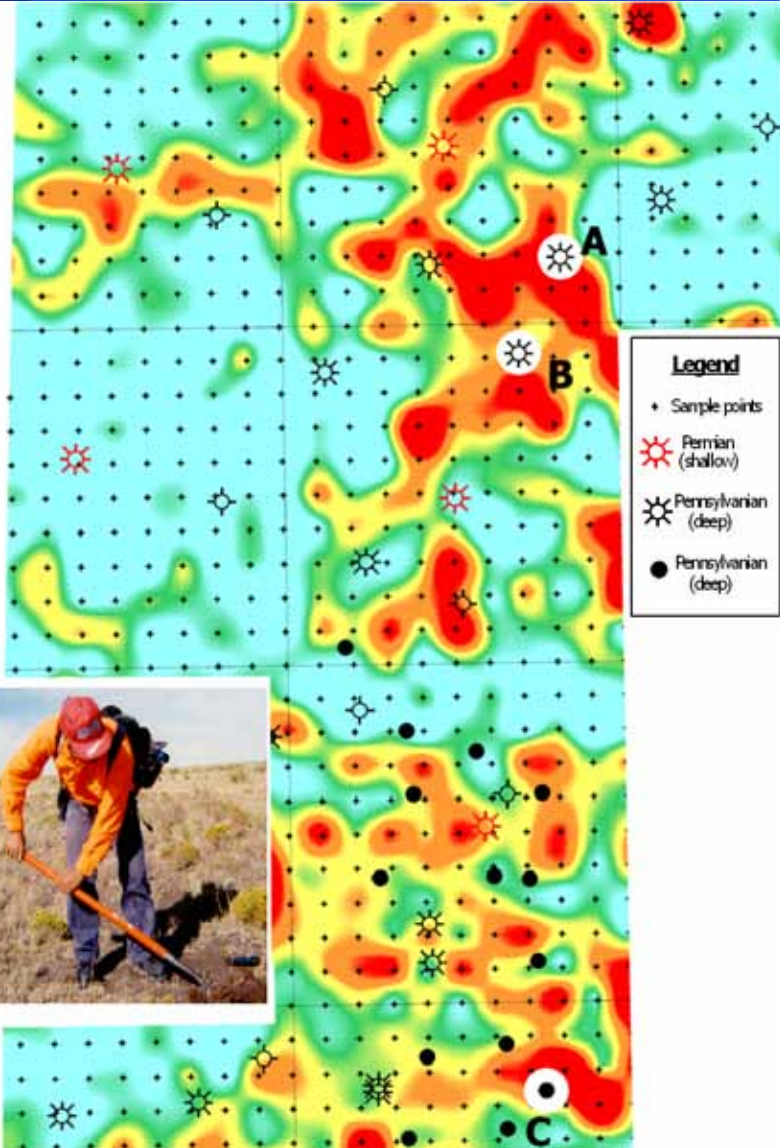 A
B
Legend
Sample points
Permian
(shallow)
Pennsylvanian
(deep)
Pennsylvanian
(deep)
C